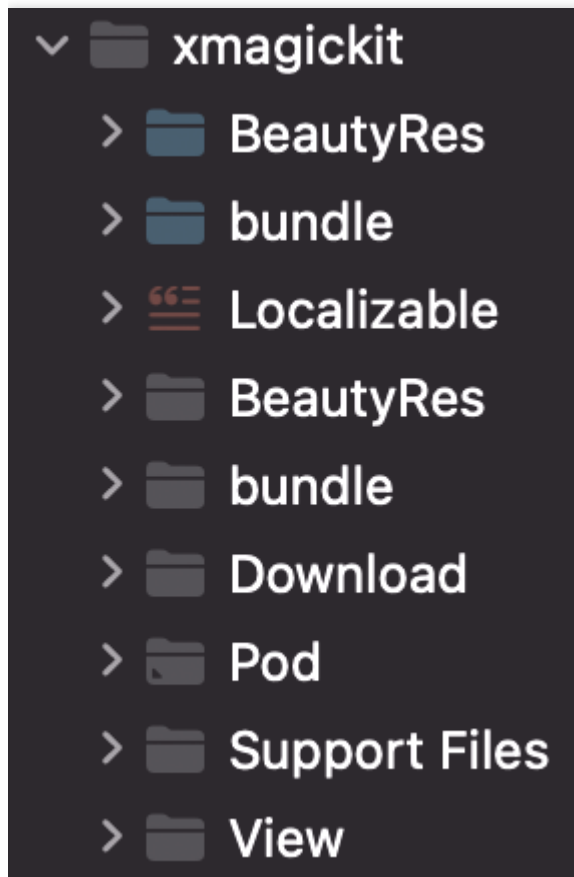 xmagickit
BeautyRes
bundle
Localizable
BeautyRes
bundle
Download
Pod
Support Files
View